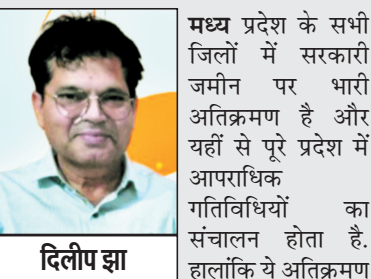 मध्य प्रदेश के सभी
जिलों में सरकारी
जमीन पर भारी
अतिक्रमण है और
यहीं से पूरे प्रदेश में
आपराधिक
गतिविधियों का
संचालन होता है.
हालांकि ये अतिक्रमण
दिलीप झा